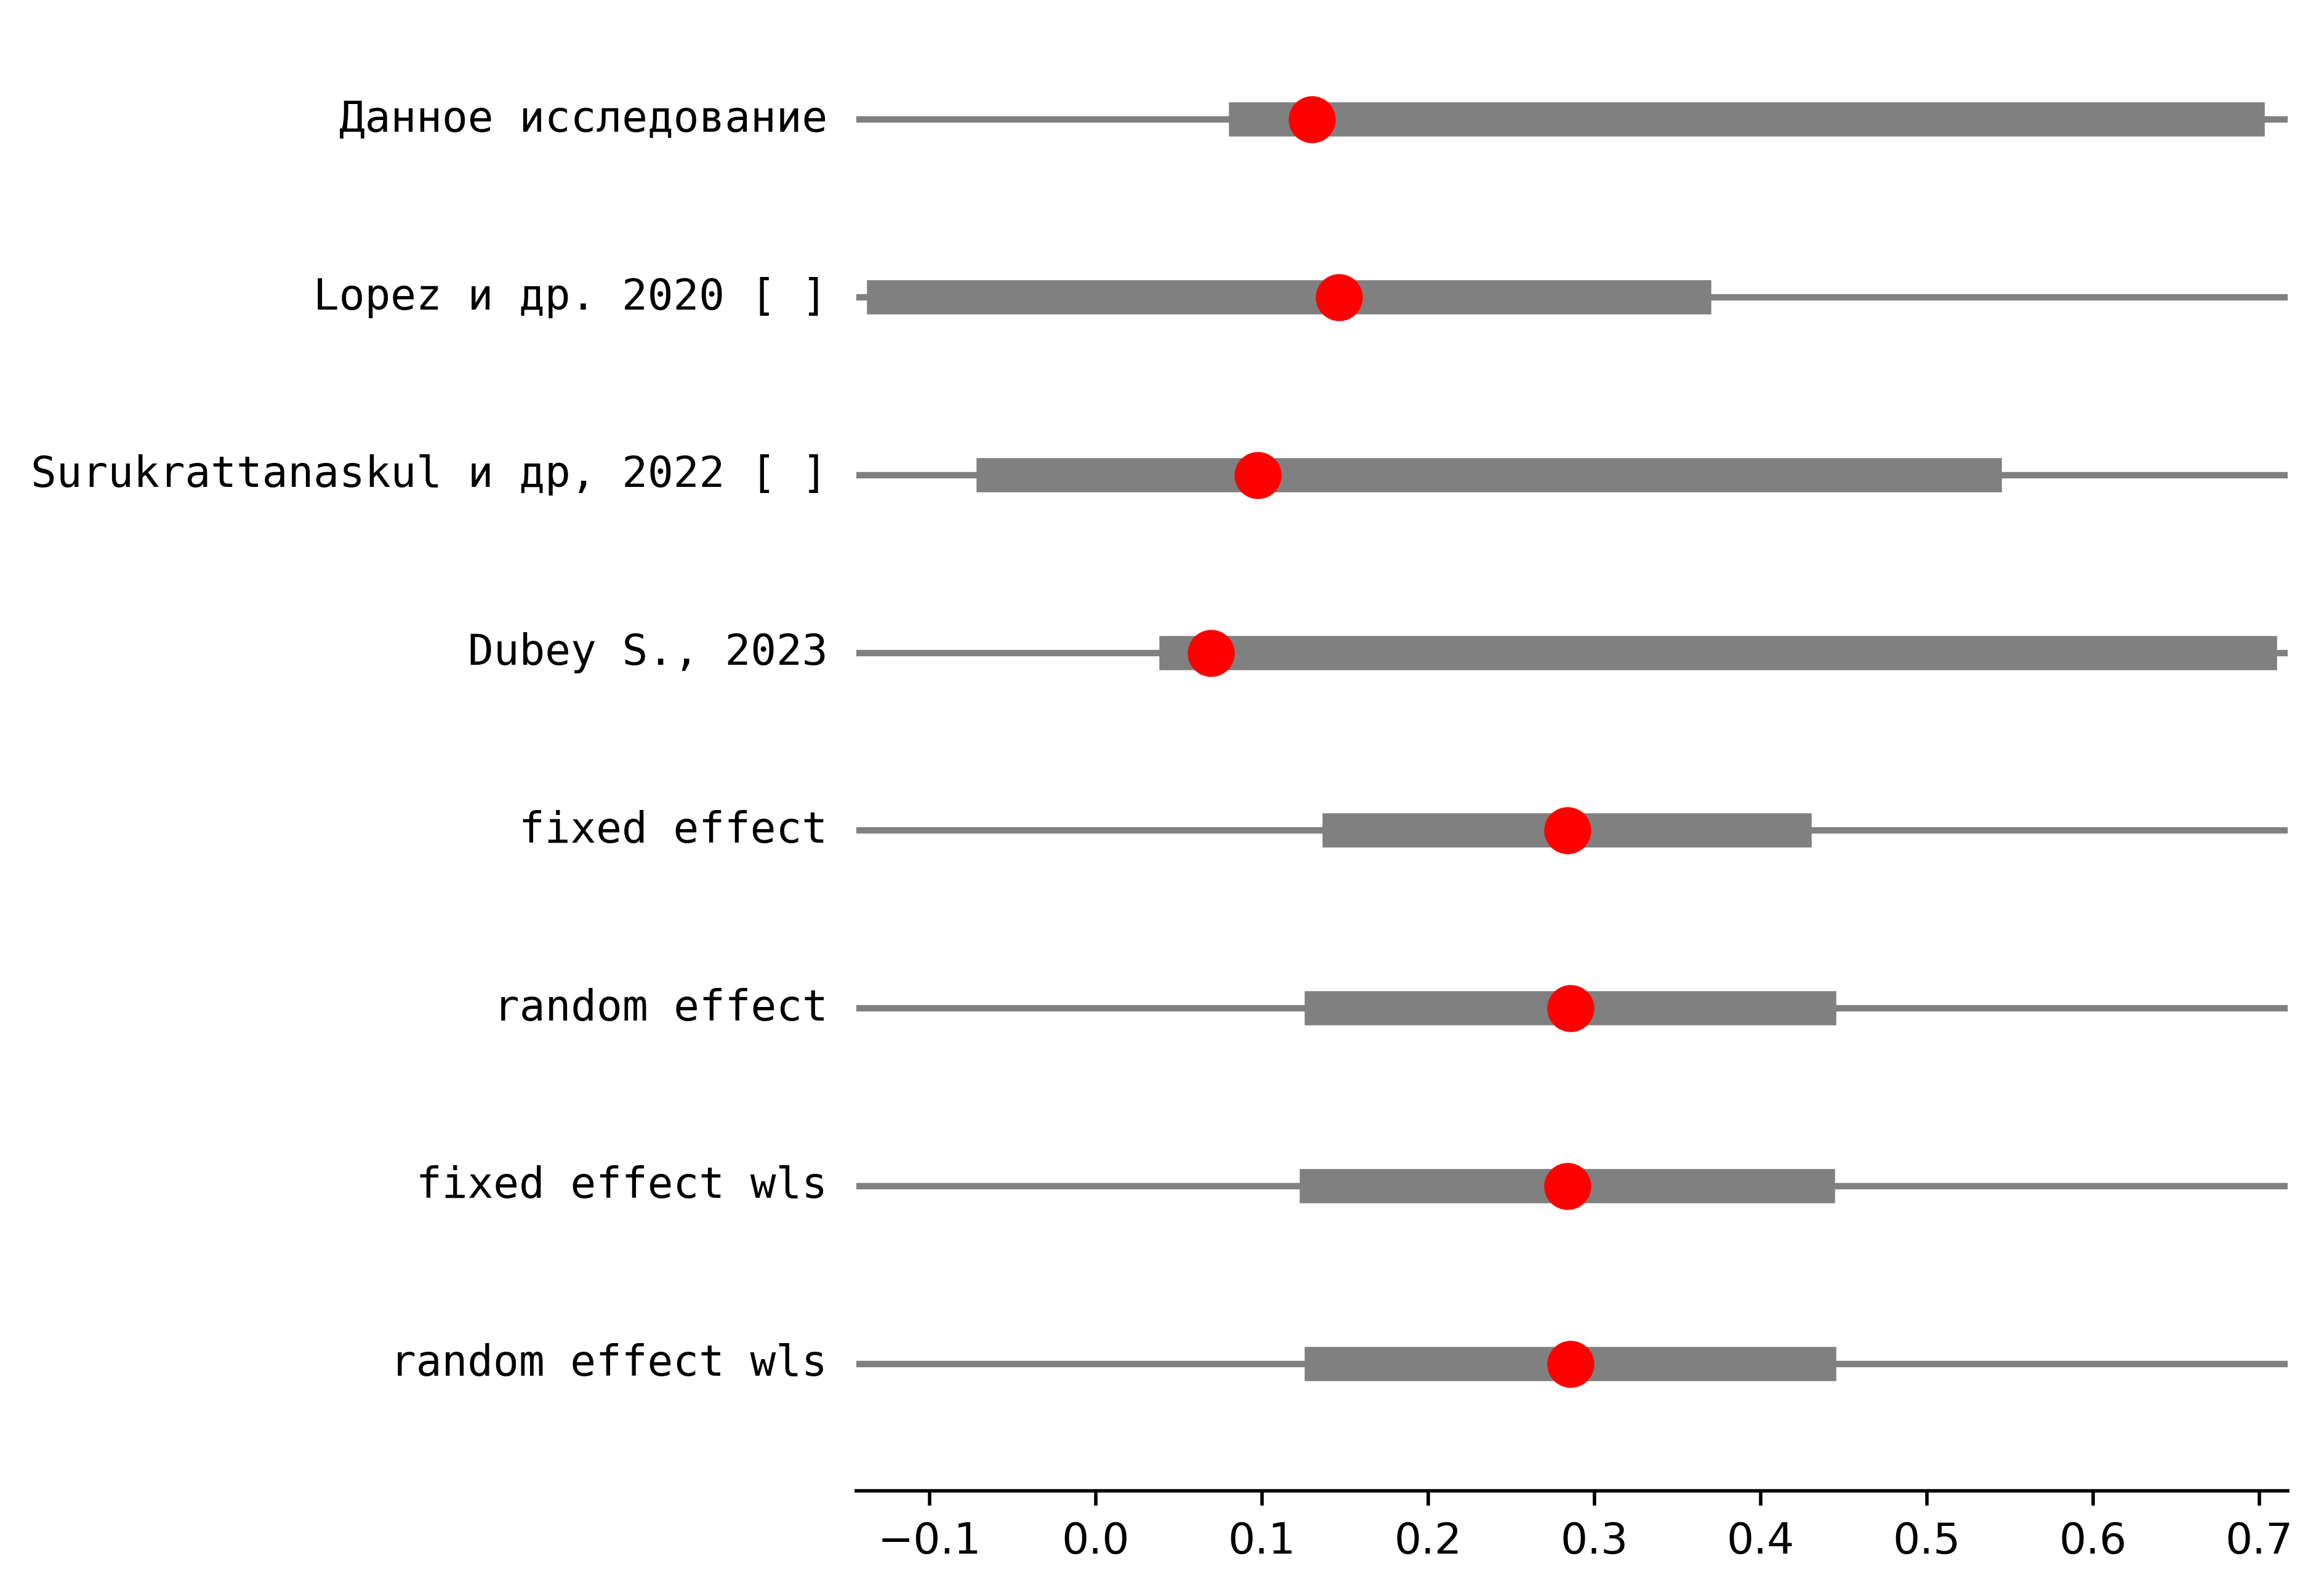 Данное исследование
Lopez и др. 2020 [ ]
Surukrattanaskul и др, 2022 [ ]
Dubey S., 2023
fixed effect
random effect
fixed effect wls
random effect wls
−0.1 0.0 0.1 0.2 0.3 0.4 0.5 0.6 0.7